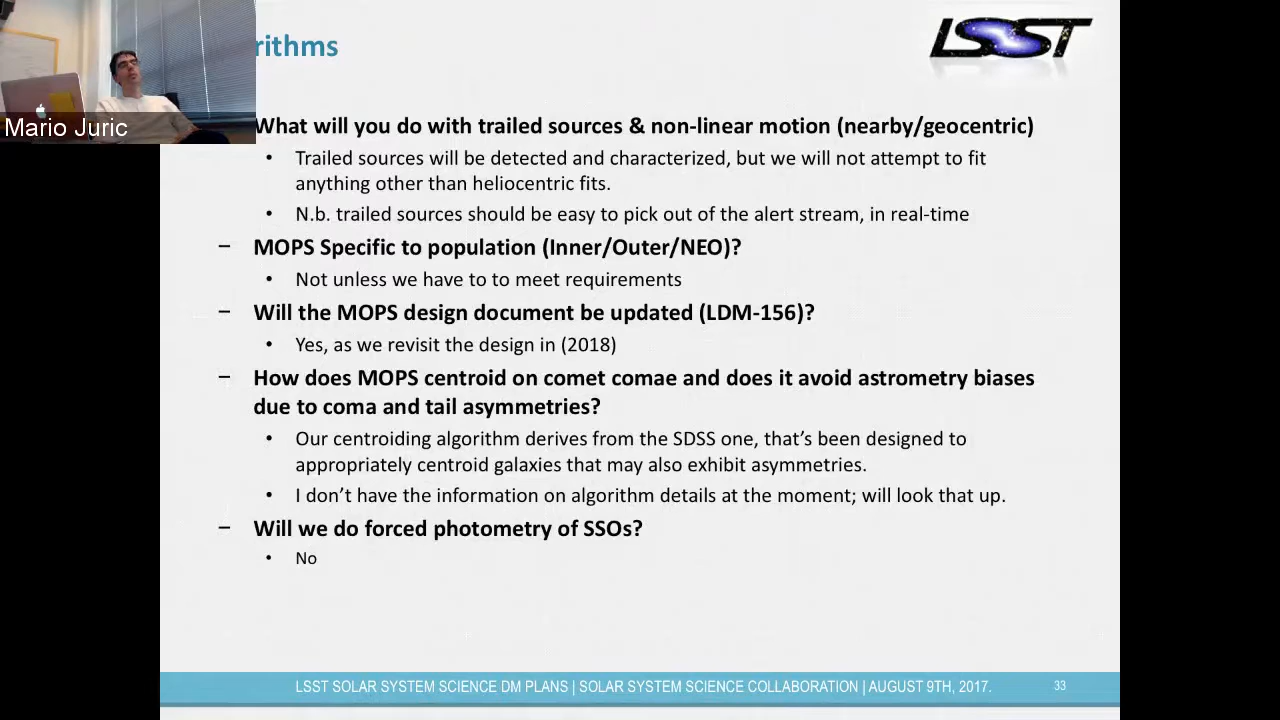 rithms
LSST
Mario Juric
What will you do with trailed sources & non-linear motion (nearby/geocentric)
• Trailed sources will be detected and characterized, but we will not attempt to fit
anything other than heliocentric fits.
• N.b. trailed sources should be easy to pick out of the alert stream, in real-time
– MOPS Specific to population (Inner/Outer/NEO)?
• Not unless we have to to meet requirements
– Will the MOPS design document be updated (LDM-156)?
• Yes, as we revisit the design in (2018)
– How does MOPS centroid on comet comae and does it avoid astrometry biases
due to coma and tail asymmetries?
• Our centroiding algorithm derives from the SDSS one, that’s been designed to
appropriately centroid galaxies that may also exhibit asymmetries.
• I don’t have the information on algorithm details at the moment; will look that up.
– Will we do forced photometry of SSOs?
• No
LSST SOLAR SYSTEM SCIENCE DM PLANS | SOLAR SYSTEM SCIENCE COLLABORATION | AUGUST 9TH, 2017.
33